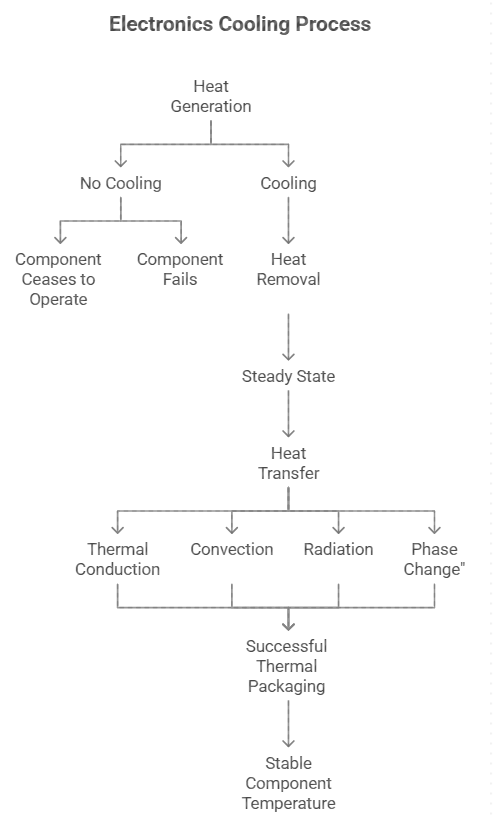 Electronics Cooling Process
Heat
Generation
No Cooling
Cooling
Component
Ceases to
Operate
Component
Fails
Heat
Removal
Steady State
Heat
Transfer
Thermal
Conduction
Convection
Radiation
Phase
Change"
Successful
Thermal
Packaging
Stable
Component
Temperature